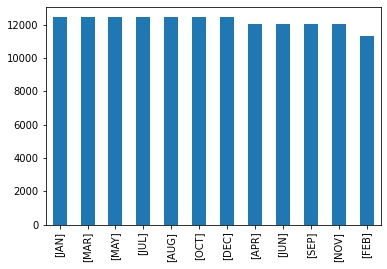 12000
10000
8000
6000
4000
2000
0
[JAN]
[MAR]
[MAY]
[JUL]
[AUG]
[OCT]
[DEC]
[APR]
[JUN]
[SEP]
[NOV]
[FEB]